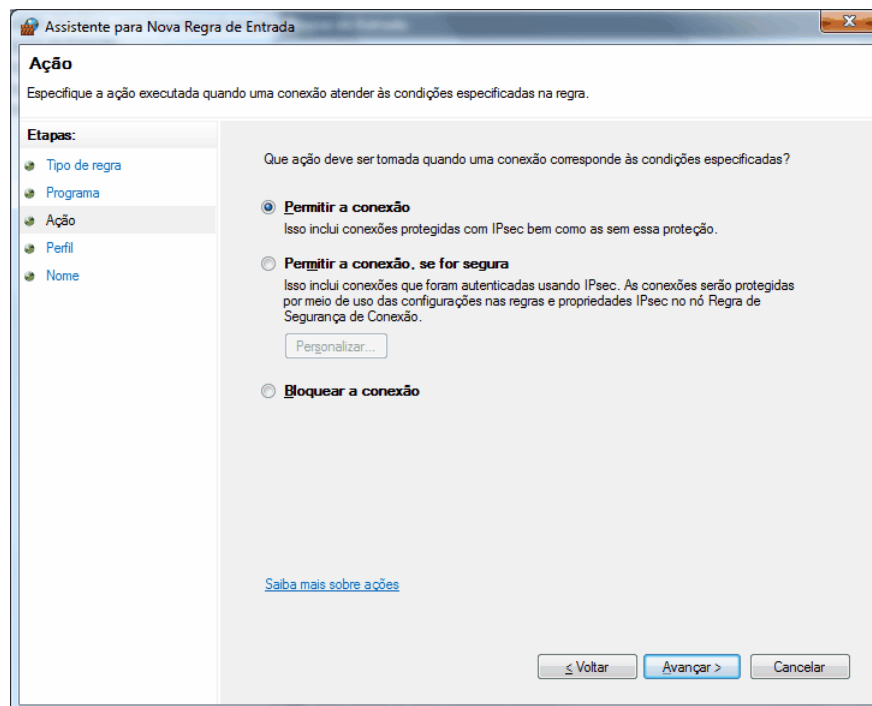 Assistente para Nova Regra de Entrada
Ação
Especifique a ação executada quando uma conexão atender às condições especificadas na regra.
Etapas:
Tipo de regra
Programa
Ação
Perfil
Nome
Que ação deve ser tomada quando uma conexão corresponde às condições especificadas?
Permitir a conexão
Isso inclui conexões protegidas com IPsec bem como as sem essa proteção.
Permitir a conexão, se for segura
Isso inclui conexões que foram autenticadas usando IPsec. As conexões serão protegidas
por meio de uso das configurações nas regras e propriedades IPsec no nó Regra de
Segurança de Conexão.
Personalizar...
Bloquear a conexão
Saiba mais sobre ações
< Voltar
Avançar >
Cancelar